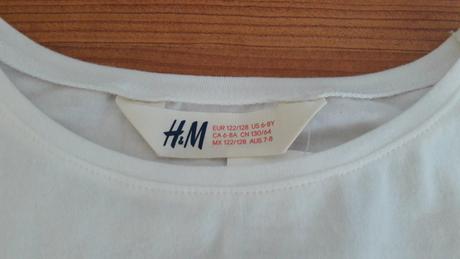 H&M
EUR 122/128 US 6-8Y
CA 6-8A CN 130/64
MX 122/128 AUS 7-8